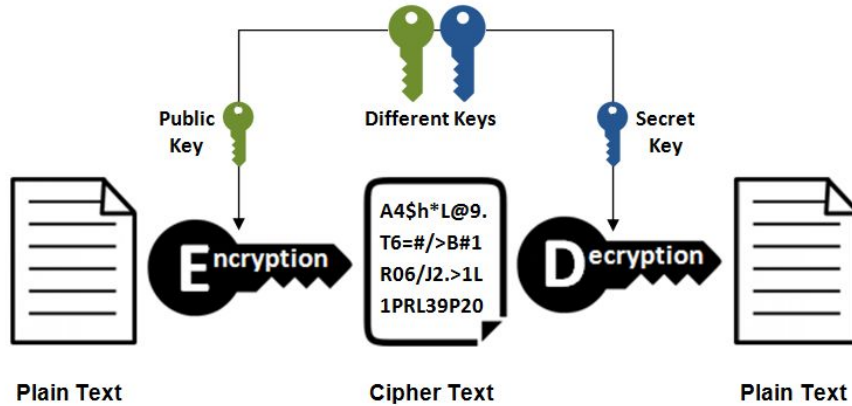 Public
Key
Different Keys
Secret
Key
Encryption
A4$h*L@9.
T6=#/>B#1
R06/J2.>1L
1PRL39P20
Decryption
Plain Text
Cipher Text
Plain Text